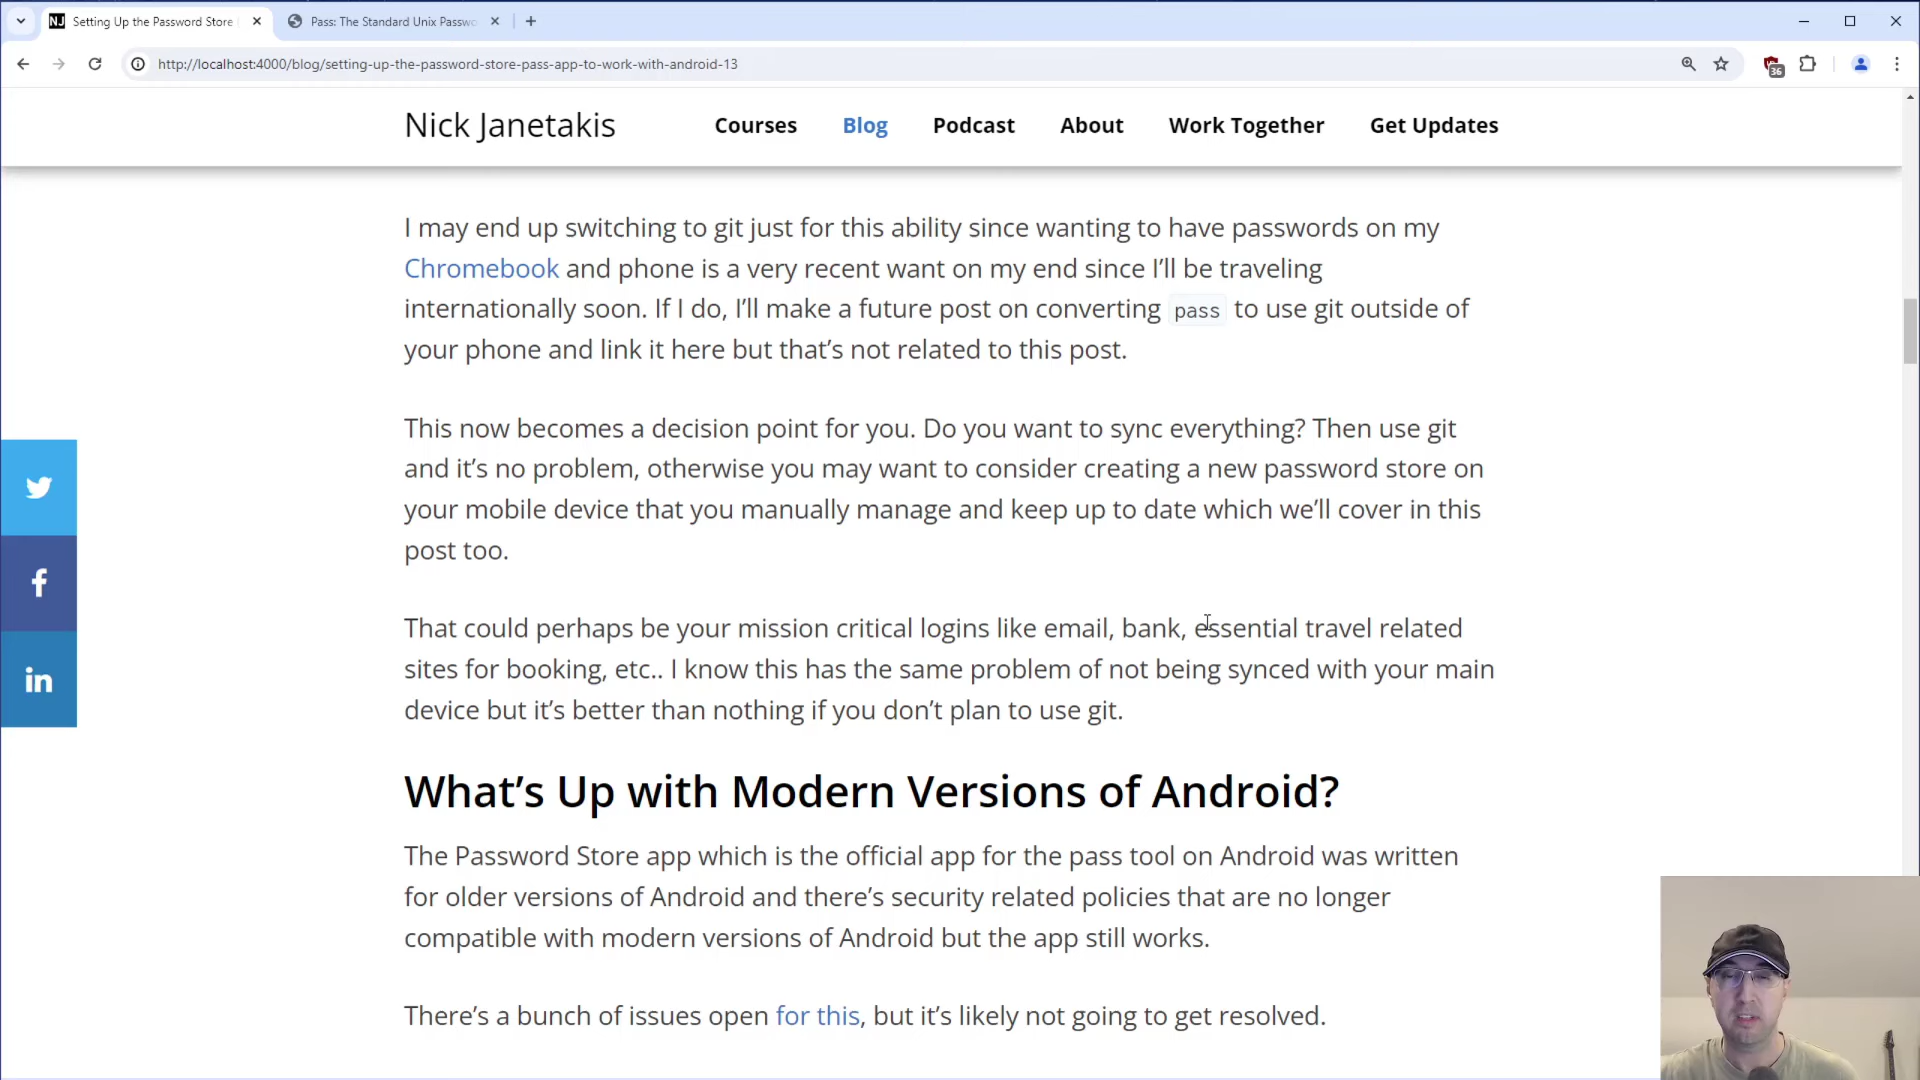 Setting Up the Password Store
Pass: The Standard Unix Passwo
http://localhost:4000/blog/setting-up-the-password-store-pass-app-to-work-with-android-13
36
Nick Janetakis
Courses
Blog
Podcast
About
Work Together
Get Updates
I may end up switching to git just for this ability since wanting to have passwords on my
Chromebook and phone is a very recent want on my end since I’ll be traveling
internationally soon. If I do, I’ll make a future post on converting pass to use git outside of
your phone and link it here but that’s not related to this post.
This now becomes a decision point for you. Do you want to sync everything? Then use git
and it’s no problem, otherwise you may want to consider creating a new password store on
your mobile device that you manually manage and keep up to date which we’ll cover in this
post too.
That could perhaps be your mission critical logins like email, bank, essential travel related
sites for booking, etc.. I know this has the same problem of not being synced with your main
device but it’s better than nothing if you don’t plan to use git.
What’s Up with Modern Versions of Android?
The Password Store app which is the official app for the pass tool on Android was written
for older versions of Android and there’s security related policies that are no longer
compatible with modern versions of Android but the app still works.
There’s a bunch of issues open for this, but it’s likely not going to get resolved.